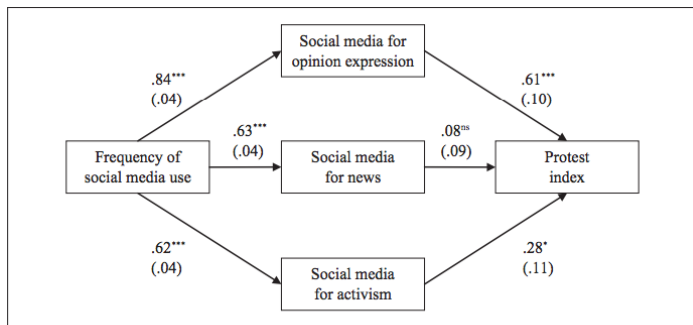 Social media for
opinion expression
.84***
(.04)
.61***
(.10)
.63***
(.04)
.08ns
(.09)
Frequency of
social media use
Social media
for news
Protest
index
.62***
(.04)
.28*
(.11)
Social media
for activism